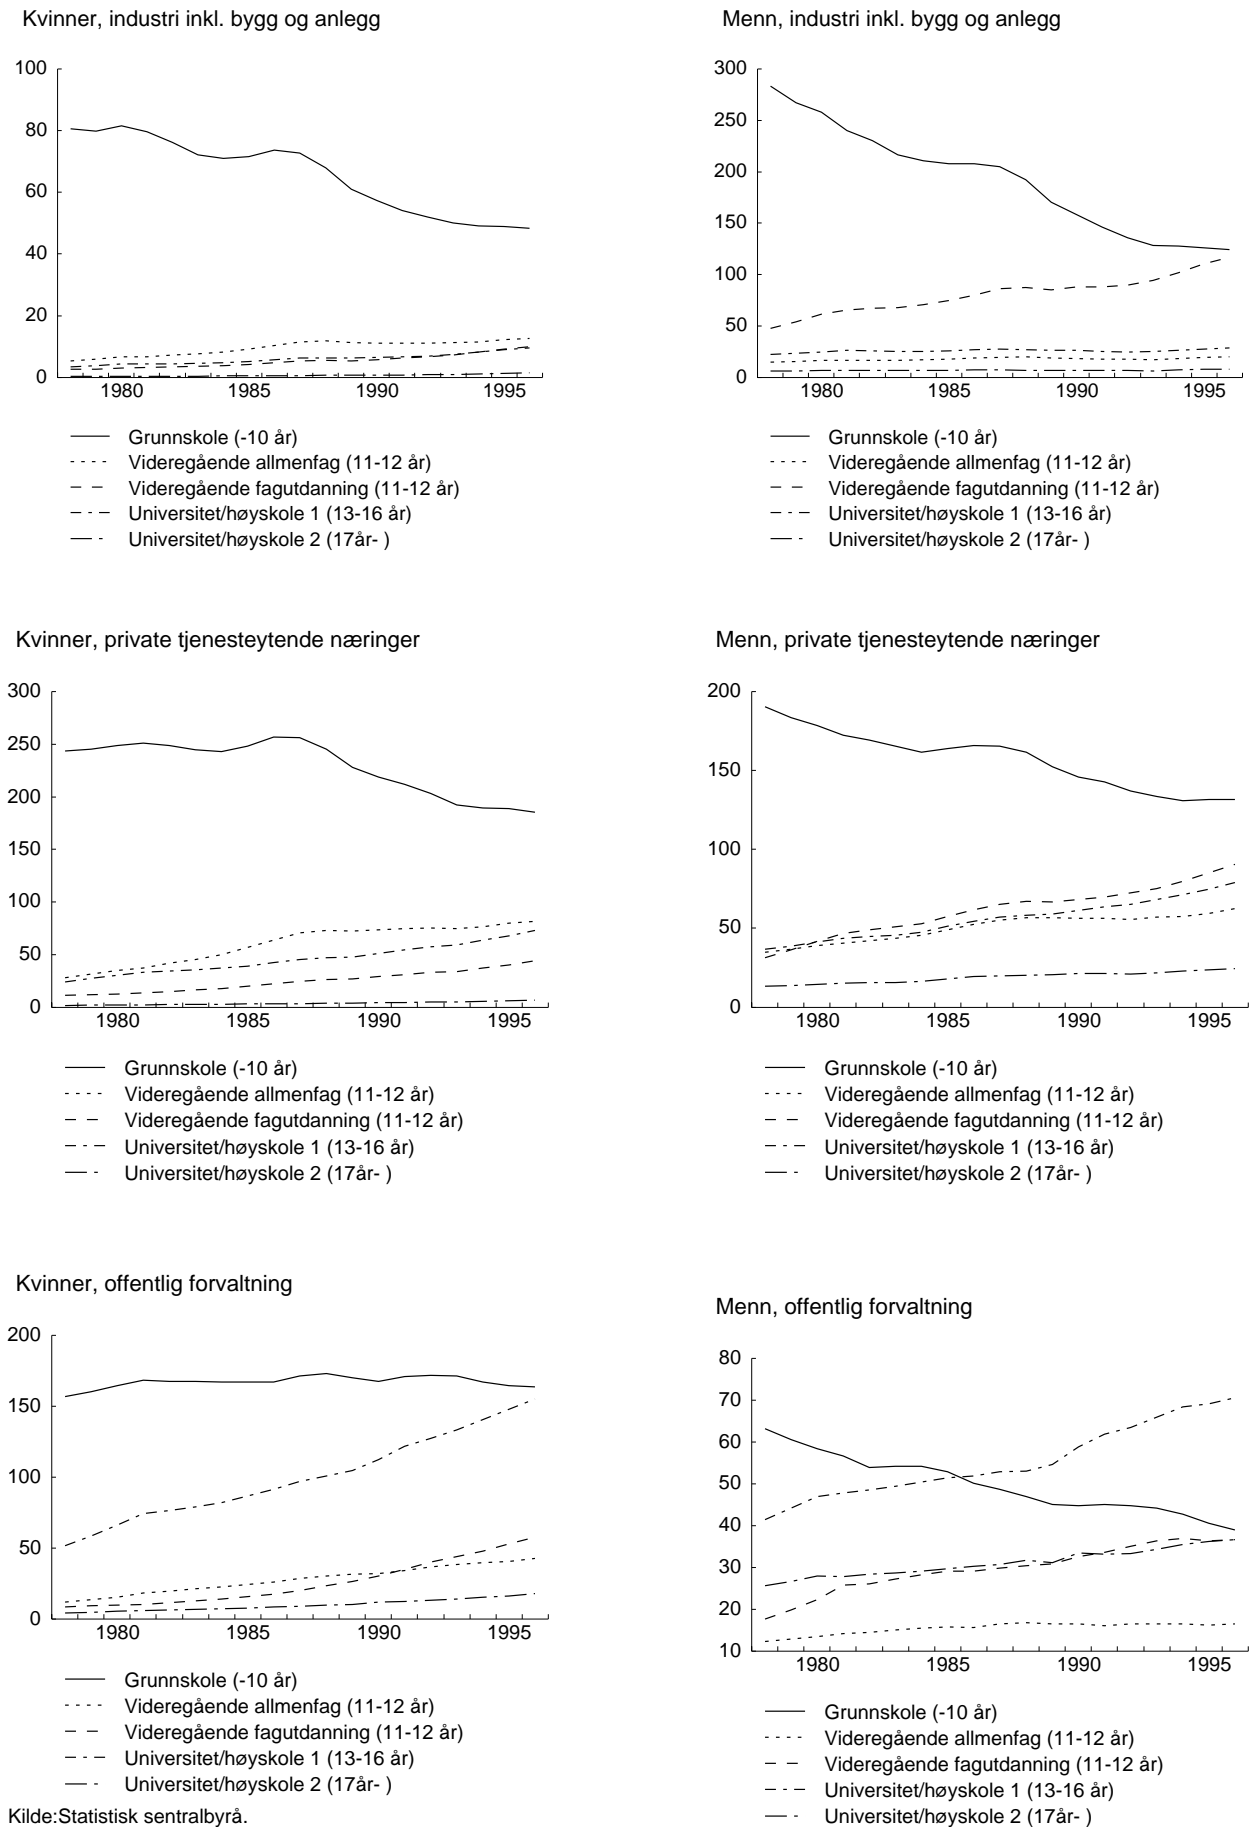 Kvinner, industri inkl. bygg og anlegg
100
80
60
40
20
0
1980 1985 1990 1995
Grunnskole (-10 år)
Videregående allmenfag (11-12 år)
Videregående fagutdanning (11-12 år)
Universitet/høyskole 1 (13-16 år)
Universitet/høyskole 2 (17år- )
Menn, industri inkl. bygg og anlegg
300
250
200
150
100
50
0
1980 1985 1990 1995
Grunnskole (-10 år)
Videregående allmenfag (11-12 år)
Videregående fagutdanning (11-12 år)
Universitet/høyskole 1 (13-16 år)
Universitet/høyskole 2 (17år- )
Kvinner, private tjenesteytende næringer
300
250
200
150
100
50
0
1980 1985 1990 1995
Grunnskole (-10 år)
Videregående allmenfag (11-12 år)
Videregående fagutdanning (11-12 år)
Universitet/høyskole 1 (13-16 år)
Universitet/høyskole 2 (17år- )
Menn, private tjenesteytende næringer
200
150
100
50
0
1980 1985 1990 1995
Grunnskole (-10 år)
Videregående allmenfag (11-12 år)
Videregående fagutdanning (11-12 år)
Universitet/høyskole 1 (13-16 år)
Universitet/høyskole 2 (17år- )
Kvinner, offentlig forvaltning
200
150
100
50
0
1980 1985 1990 1995
Grunnskole (-10 år)
Videregående allmenfag (11-12 år)
Videregående fagutdanning (11-12 år)
Universitet/høyskole 1 (13-16 år)
Universitet/høyskole 2 (17år- )
Menn, offentlig forvaltning
80
70
60
50
40
30
20
10
1980 1985 1990 1995
Grunnskole (-10 år)
Videregående allmenfag (11-12 år)
Videregående fagutdanning (11-12 år)
Universitet/høyskole 1 (13-16 år)
Universitet/høyskole 2 (17år- )
Kilde:Statistisk sentralbyrå.